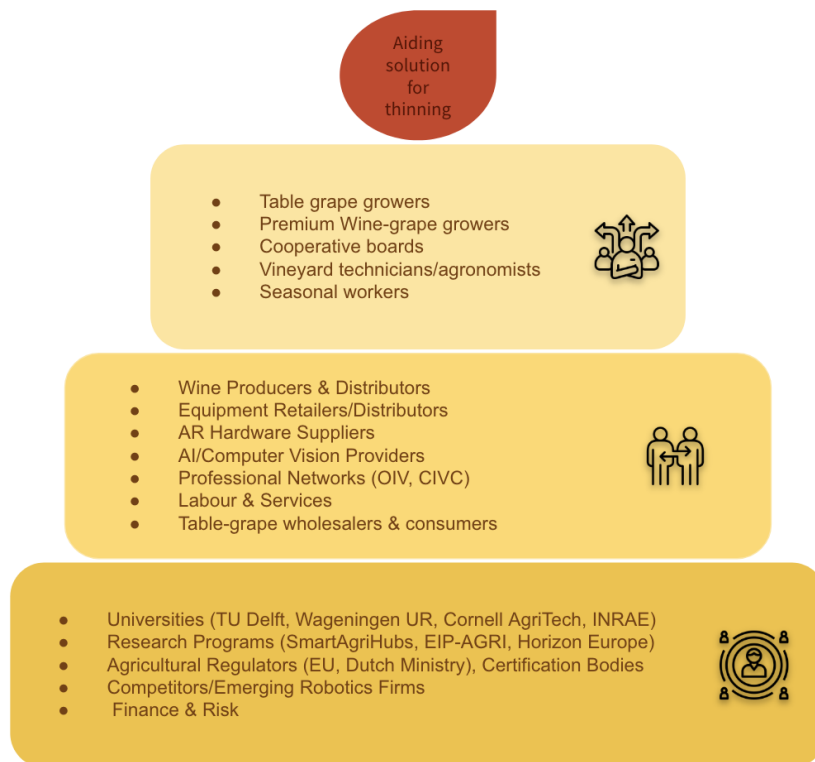 Aiding
solution
for
thinning
● Table grape growers
● Premium Wine-grape growers
● Cooperative boards
● Vineyard technicians/agronomists
● Seasonal workers
● Wine Producers & Distributors
● Equipment Retailers/Distributors
● AR Hardware Suppliers
● AI/Computer Vision Providers
● Professional Networks (OIV, CIVC)
● Labour & Services
● Table-grape wholesalers & consumers
● Universities (TU Delft, Wageningen UR, Cornell AgriTech, INRAE)
● Research Programs (SmartAgriHubs, EIP-AGRI, Horizon Europe)
● Agricultural Regulators (EU, Dutch Ministry), Certification Bodies
● Competitors/Emerging Robotics Firms
● Finance & Risk